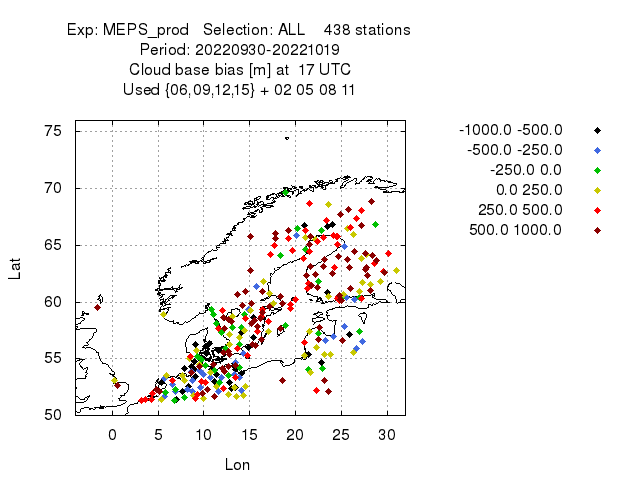 Exp: MEPS_prod Selection: ALL 438 stations
Period: 20220930-20221019
Cloud base bias [m] at 17 UTC
Used {06,09,12,15} + 02 05 08 11
-1000.0 -500.0
-500.0 -250.0
-250.0 0.0
0.0 250.0
250.0 500.0
500.0 1000.0
75
70
65
60
55
50
Lat
0 5 10 15 20 25 30
Lon